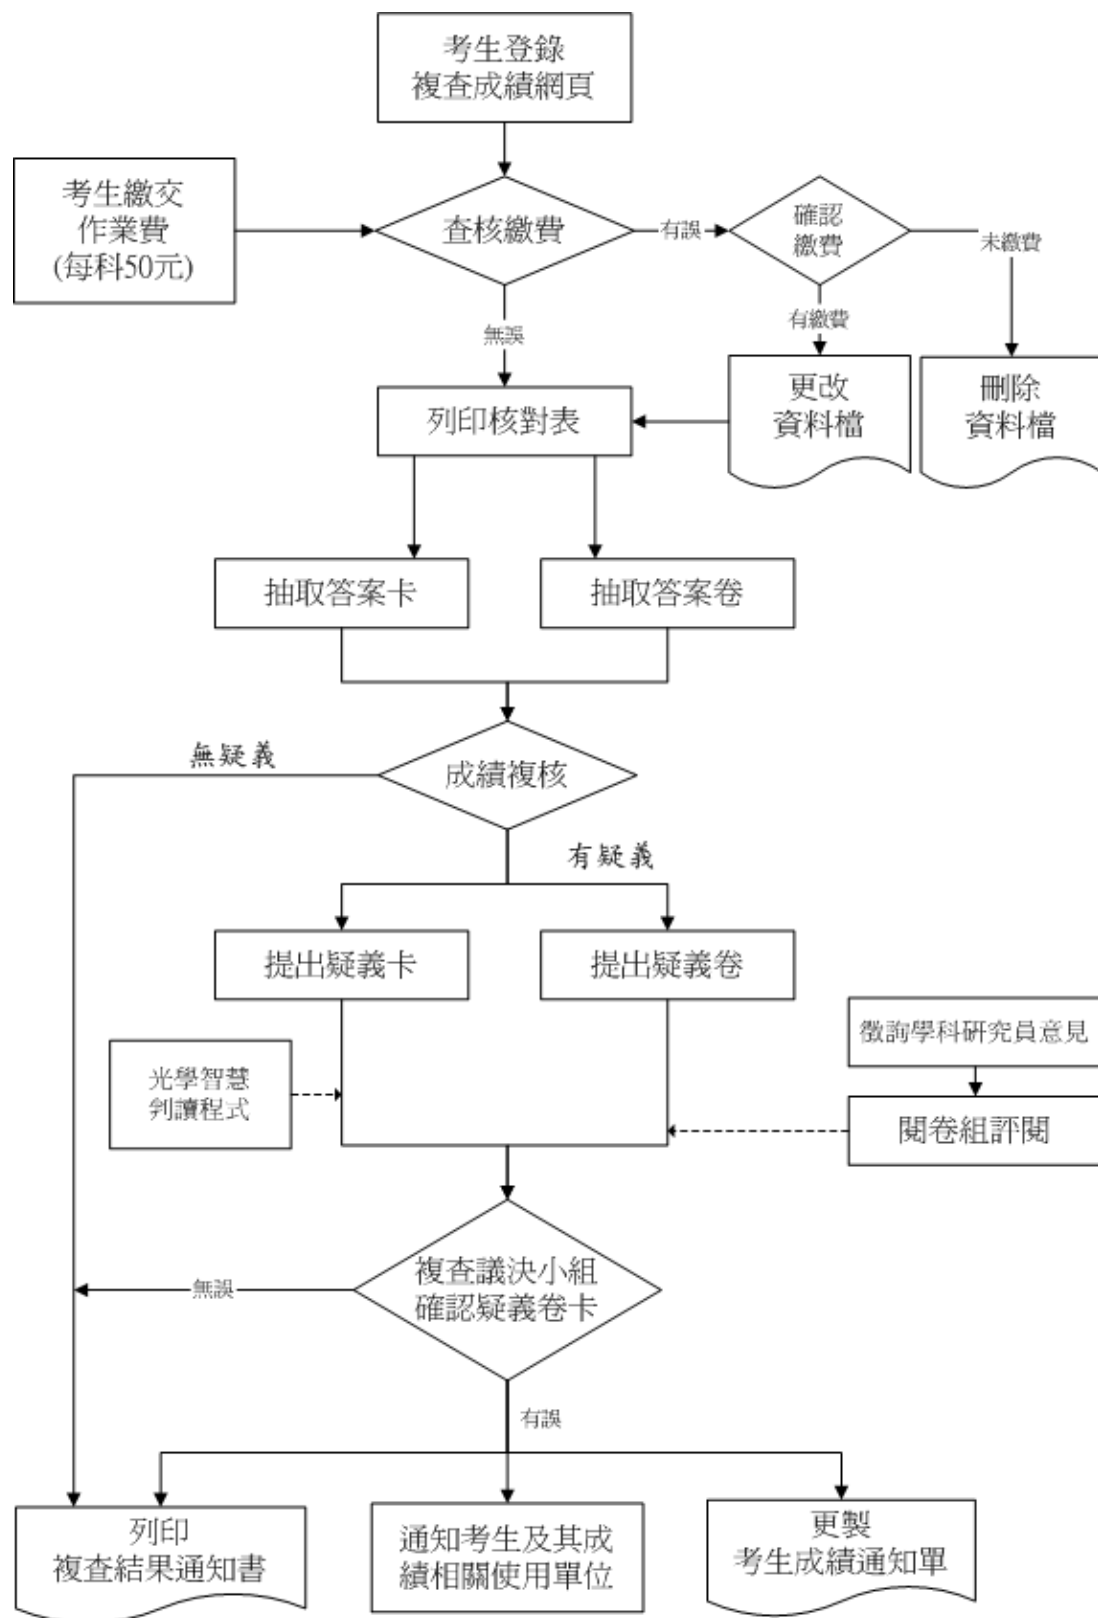 考生登錄
複查成績網頁
考生繳交
作業費
(每科50元)
查核繳費
有誤
確認
繳費
未繳費
無誤
有繳費
列印核對表
更改
資料檔
刪除
資料檔
抽取答案卡
抽取答案卷
無疑義
成績複核
有疑義
提出疑義卡
提出疑義卷
徵詢學科研究員意見
光學智慧
判讀程式
閱卷組評閱
複查議決小組
確認疑義卷卡
無誤
有誤
列印
複查結果通知書
通知考生及其成
績相關使用單位
更製
考生成績通知單